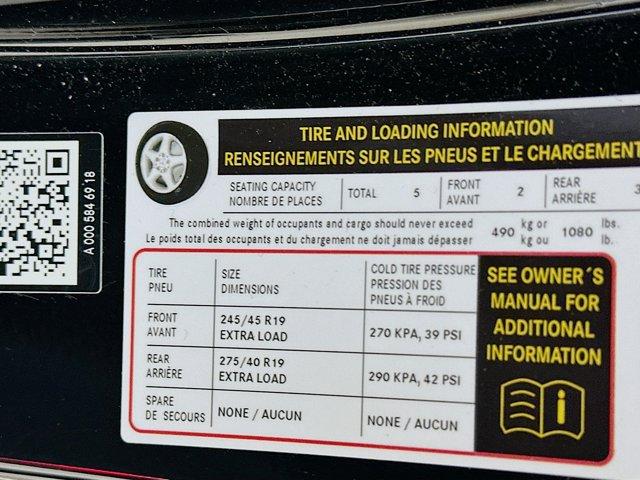 TIRE AND LOADING INFORMATION
RENSEIGNEMENTS SUR LES PNEUS ET LE CHARGEMENT
SEATING CAPACITY
NOMBRE DE PLACES
TOTAL 5
FRONT
AVANT
2
REAR
ARRIÈRE
3
The combined weight of occupants and cargo should never exceed
Le poids total des occupants et du chargement ne doit jamais dépasser
490
kg or
kg ou
1080
lbs.
lb.
TIRE
PNEU
SIZE
DIMENSIONS
COLD TIRE PRESSURE
PRESSION DES
PNEUS À FROID
FRONT
AVANT
245/45 R19
EXTRA LOAD
270 KPA, 39 PSI
REAR
ARRIÈRE
275/40 R19
EXTRA LOAD
290 KPA, 42 PSI
SPARE
DE SECOURS
NONE / AUCUN
NONE / AUCUN
SEE OWNER´S
MANUAL FOR
ADDITIONAL
INFORMATION
i
A 000 584 69 18